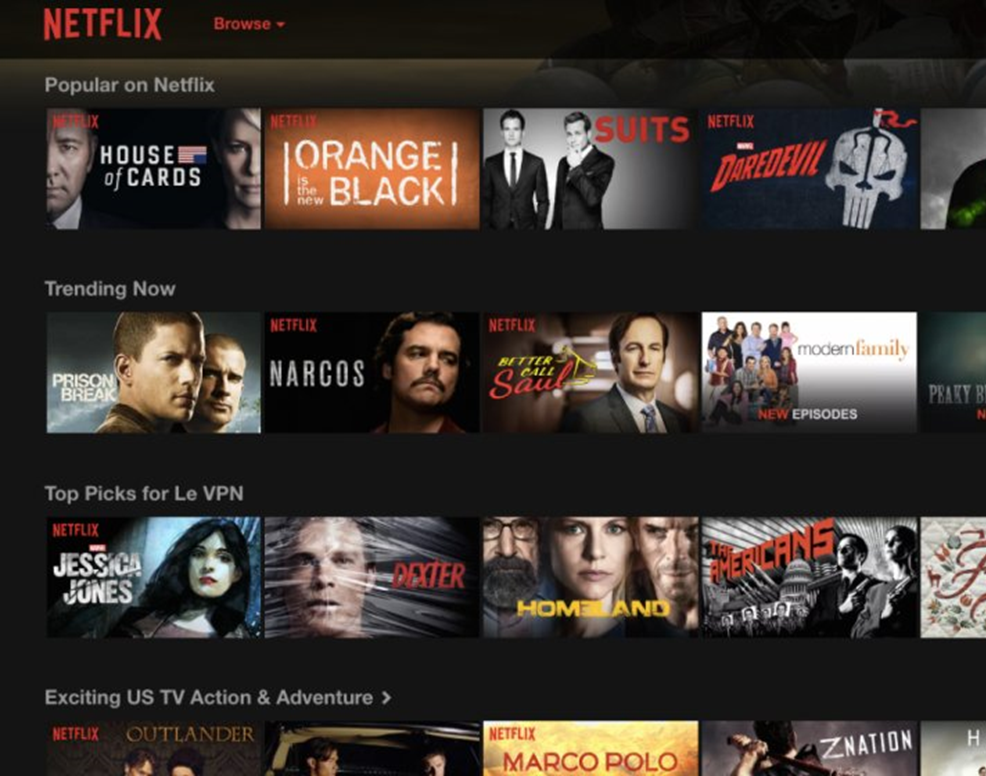 NETFLIX
Browse
Popular on Netflix
NETFLIX
HOUSE
of CARDS
NETFLIX
ORANGE
is
the
new
BLACK
SUITS
NETFLIX
MARVEL
DAREDEVIL
Trending Now
PRISON
BREAK
NETFLIX
NARCOS
NETFLIX
BETTER
CALL
Saul
modern family
NEW EPISODES
PEAKY B
N
Top Picks for Le VPN
NETFLIX
MARVEL
JESSICA
JONES
DEXTER
HOMELAND
THE
AMERICANS
Exciting US TV Action & Adventure
NETFLIX
OUTLANDER
NETFLIX
MARCO POLO
ZNATION
H